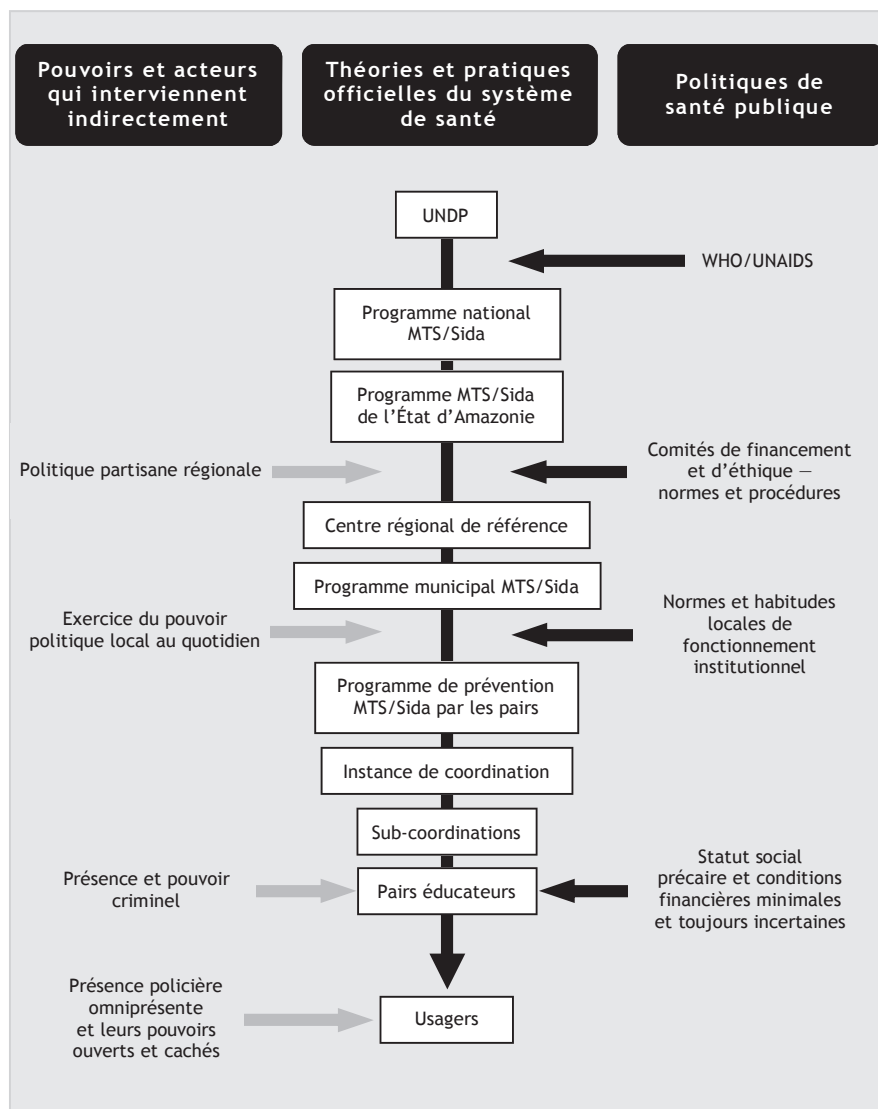 Pouvoirs et acteurs
qui interviennent
indirectement
Théories et pratiques
officielles du système
de santé
Politiques de
santé publique
UNDP
WHO/UNAIDS
Programme national
MTS/Sida
Programme MTS/Sida
de l’État d’Amazonie
Politique partisane régionale
Comités de financement
et d’éthique —
normes et procédures
Centre régional de référence
Programme municipal MTS/Sida
Exercice du pouvoir
politique local au quotidien
Normes et habitudes
locales de
fonctionnement
institutionnel
Programme de prévention
MTS/Sida par les pairs
Instance de coordination
Sub-coordinations
Présence et pouvoir
criminel
Pairs éducateurs
Statut social
précaire et conditions
financières minimales
et toujours incertaines
Présence policière
omniprésente
et leurs pouvoirs
ouverts et cachés
Usagers